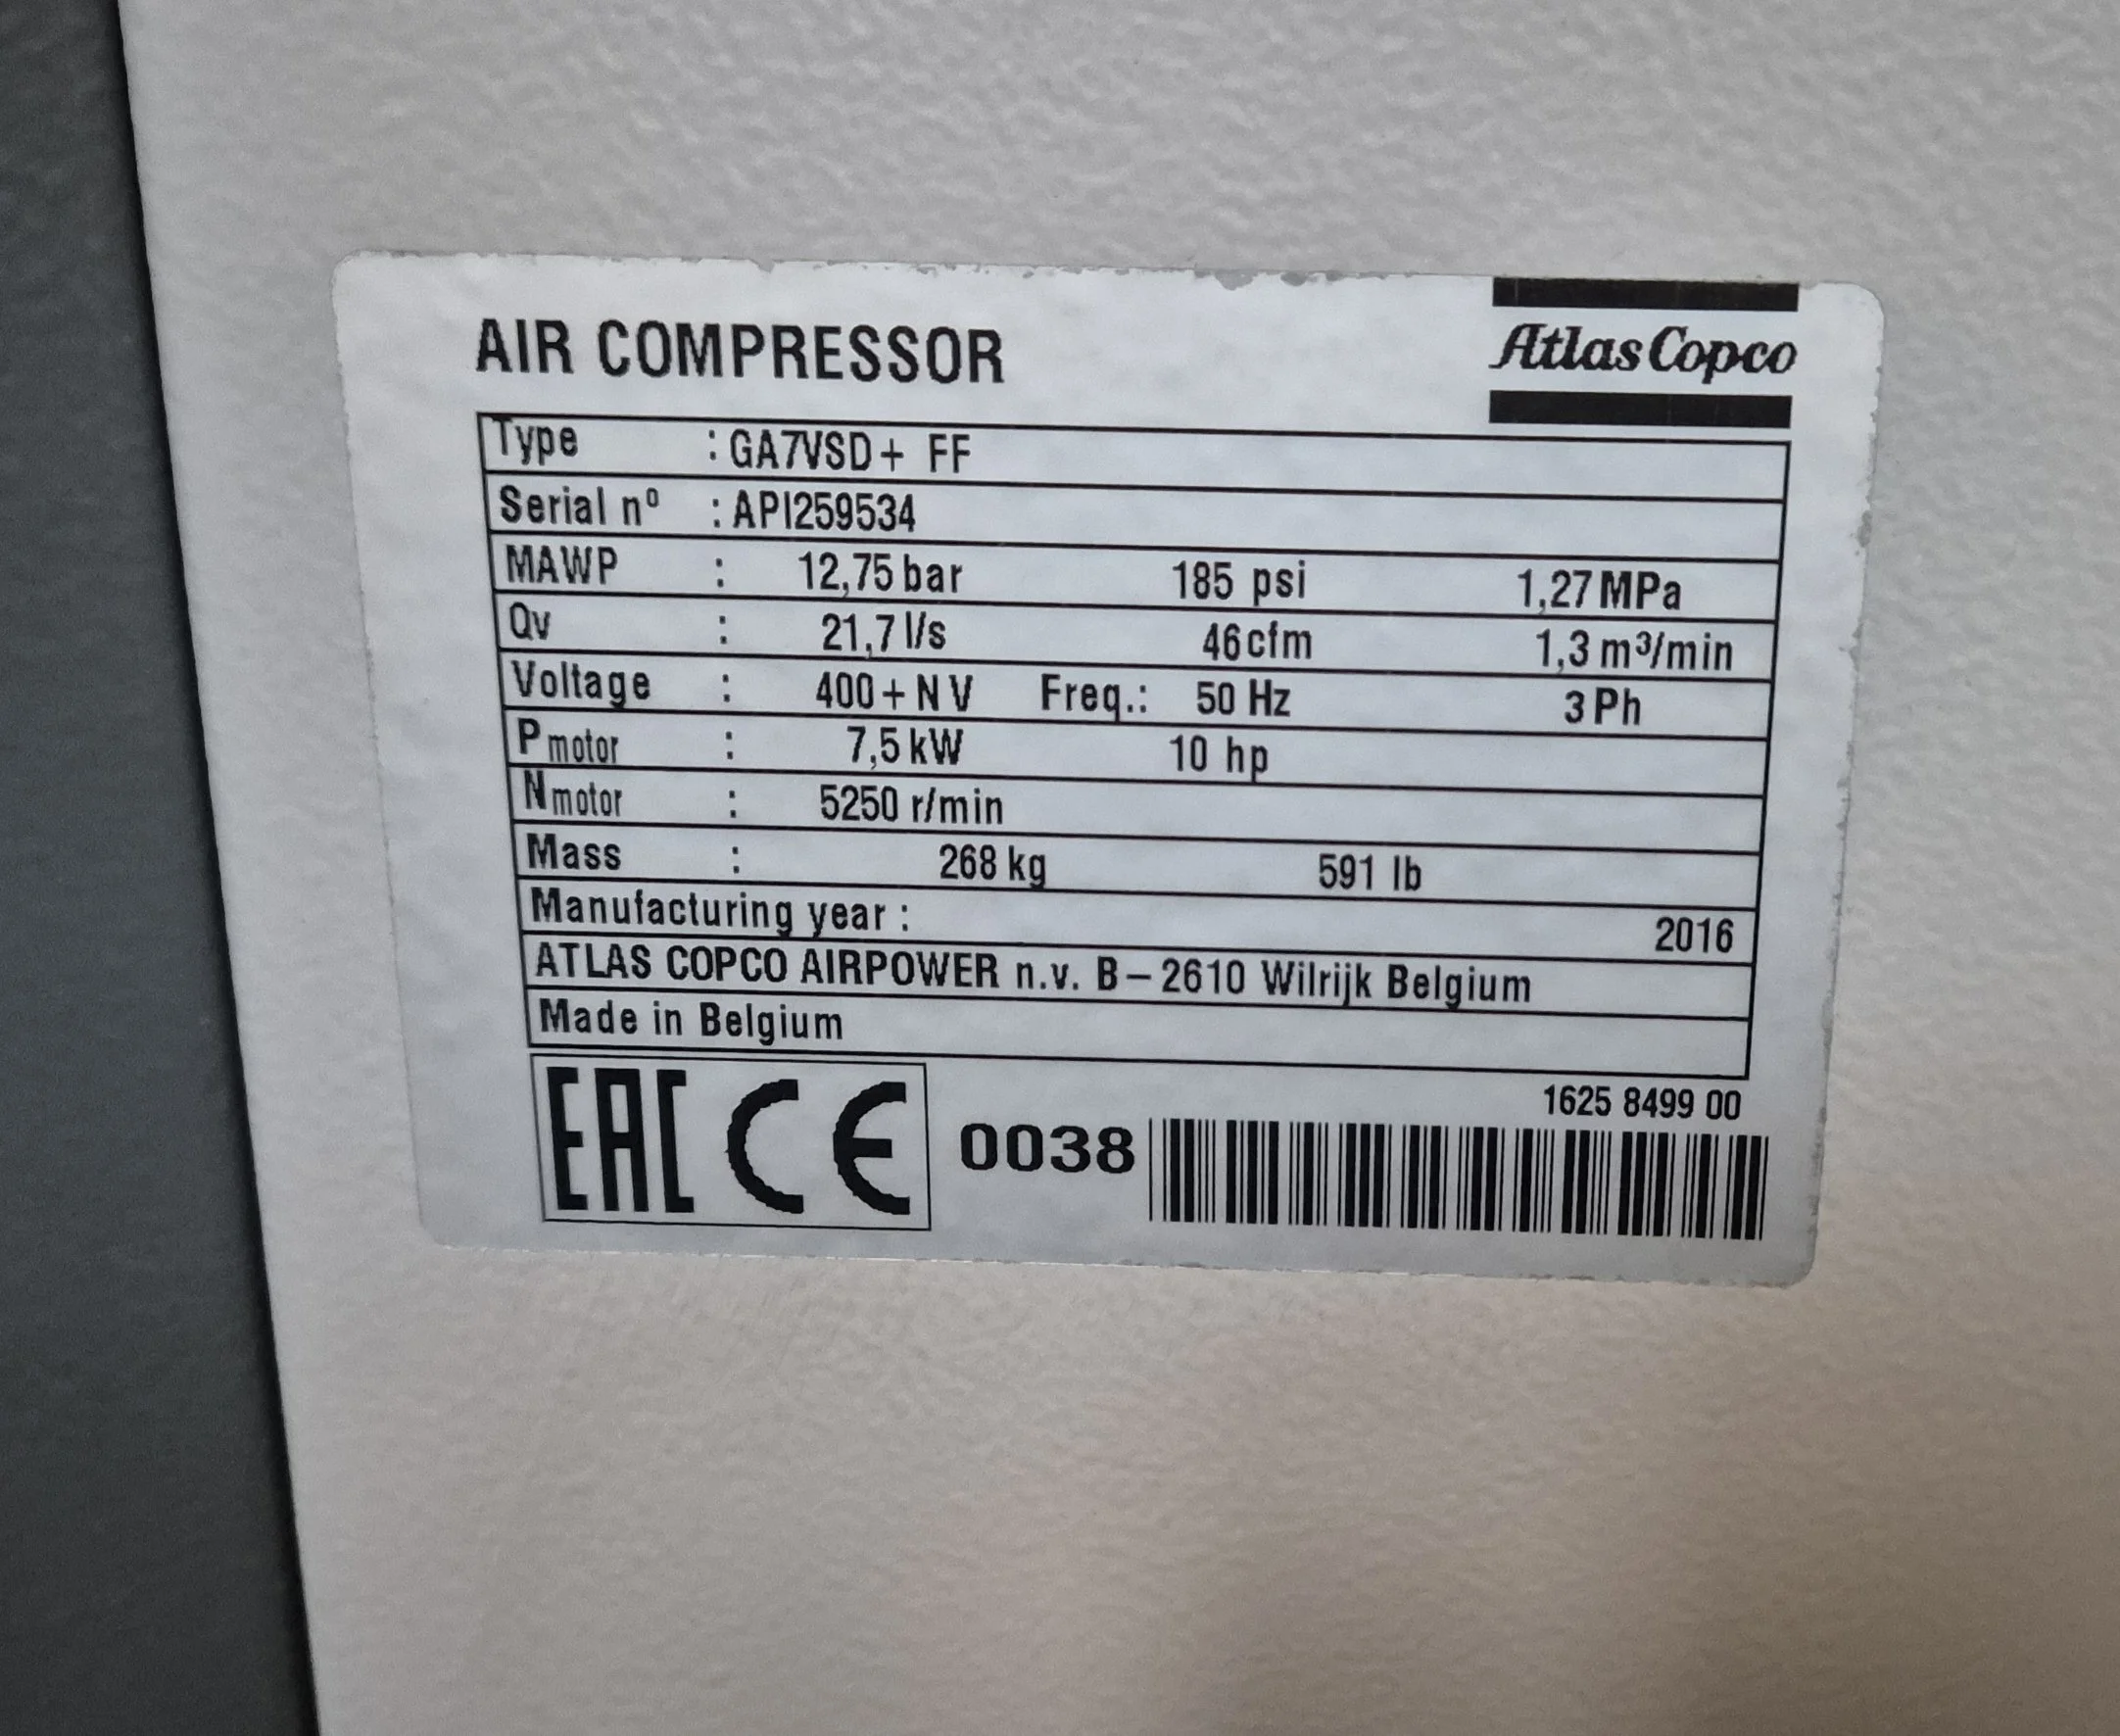 AIR COMPRESSOR
Atlas Copco
Type : GA7VSD+ FF
Serial nº : API259534
MAWP : 12,75 bar 185 psi 1,27 MPa
Qv : 21,7 l/s 46 cfm 1,3 m³/min
Voltage : 400+N V Freq.: 50 Hz 3 Ph
P motor : 7,5 kW 10 hp
N motor : 5250 r/min
Mass : 268 kg 591 lb
Manufacturing year : 2016
ATLAS COPCO AIRPOWER n.v. B – 2610 Wilrijk Belgium
Made in Belgium
1625 8499 00
EAC CE 0038